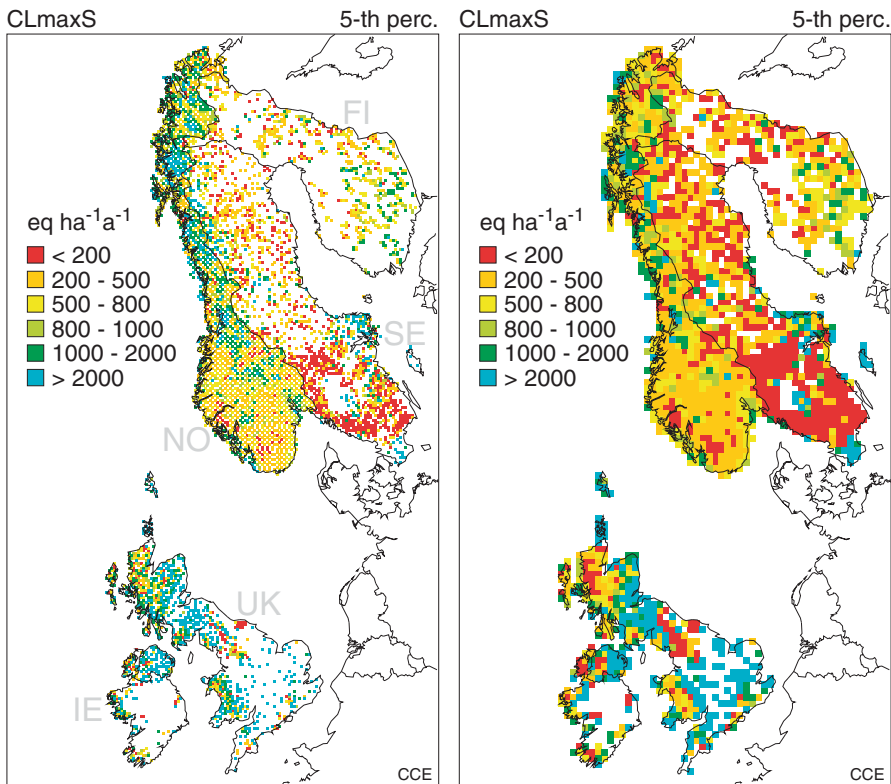 CLmaxS 5-th perc.
FI
eq ha⁻¹a⁻¹
< 200
200 - 500
500 - 800
800 - 1000
1000 - 2000
> 2000
SE
NO
UK
IE
CCE
CLmaxS 5-th perc.
eq ha⁻¹a⁻¹
< 200
200 - 500
500 - 800
800 - 1000
1000 - 2000
> 2000
CCE